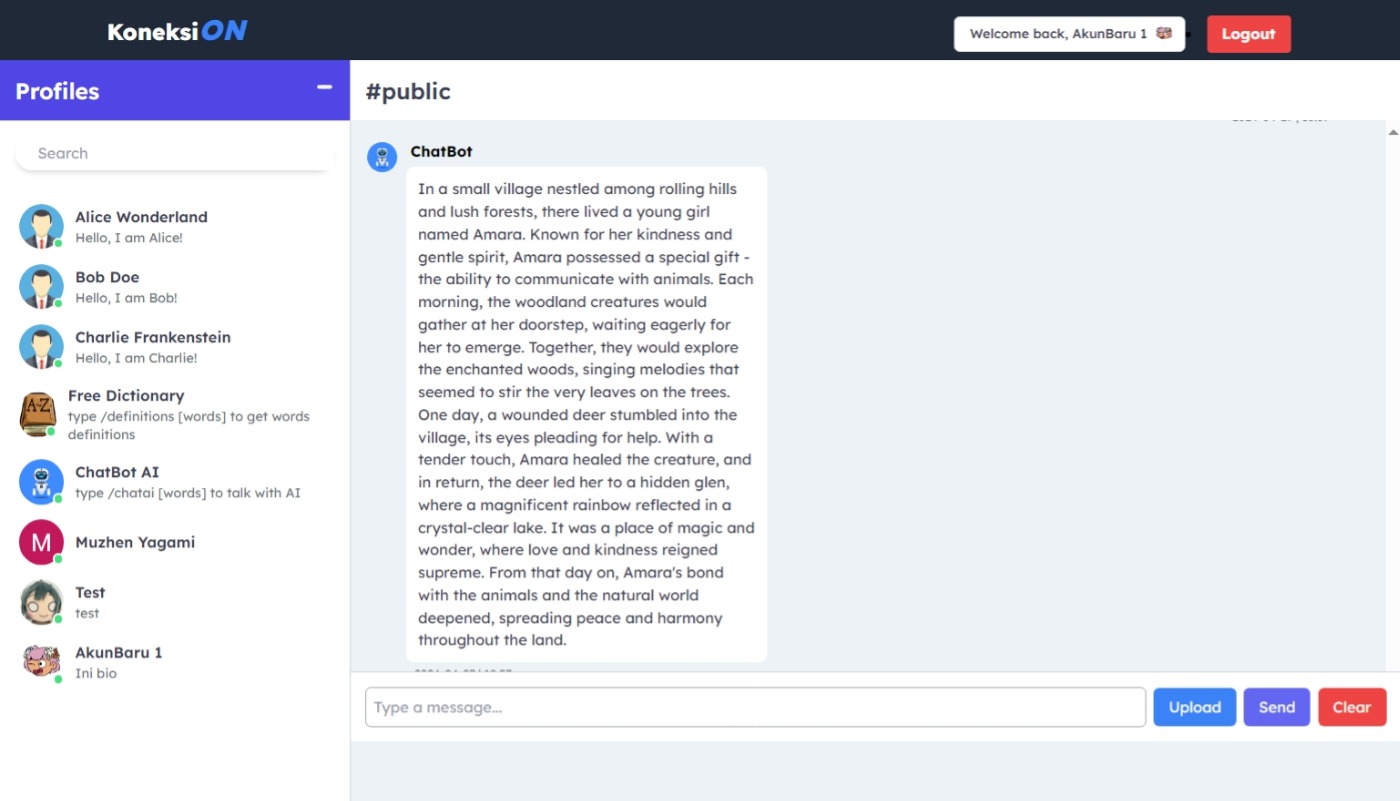 KoneksiON
Welcome back, AkunBaru 1
Logout
Profiles
Search
Alice Wonderland
Hello, I am Alice!
Bob Doe
Hello, I am Bob!
Charlie Frankenstein
Hello, I am Charlie!
A-Z
Free Dictionary
type /definitions [words] to get words
definitions
ChatBot AI
type /chatai [words] to talk with AI
M
Muzhen Yagami
Test
test
AkunBaru 1
Ini bio
#public
ChatBot
In a small village nestled among rolling hills
and lush forests, there lived a young girl
named Amara. Known for her kindness and
gentle spirit, Amara possessed a special gift -
the ability to communicate with animals. Each
morning, the woodland creatures would
gather at her doorstep, waiting eagerly for
her to emerge. Together, they would explore
the enchanted woods, singing melodies that
seemed to stir the very leaves on the trees.
One day, a wounded deer stumbled into the
village, its eyes pleading for help. With a
tender touch, Amara healed the creature, and
in return, the deer led her to a hidden glen,
where a magnificent rainbow reflected in a
crystal-clear lake. It was a place of magic and
wonder, where love and kindness reigned
supreme. From that day on, Amara's bond
with the animals and the natural world
deepened, spreading peace and harmony
throughout the land.
Type a message...
Upload
Send
Clear